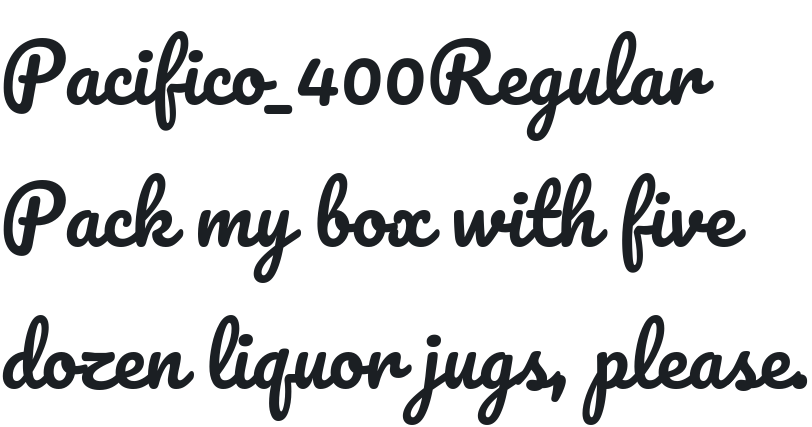 Pacifico_400Regular
Pack my box with five
dozen liquor jugs, please.